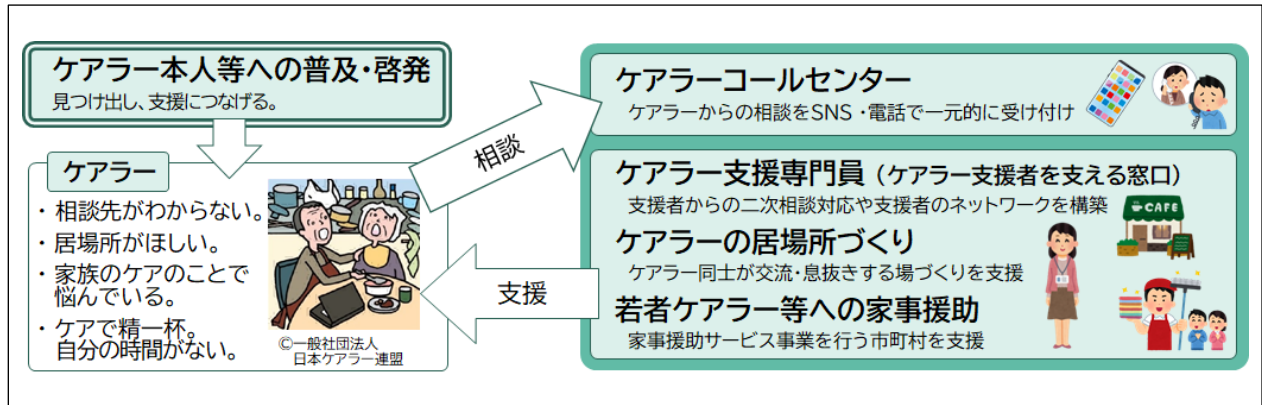 ケアラー本人等への普及・啓発
見つけ出し、支援につなげる。
ケアラー
・相談先がわからない。
・居場所がほしい。
・家族のケアのことで
悩んでいる。
・ケアで精一杯。
自分の時間がない。
©一般社団法人
日本ケアラー連盟
相談
支援
ケアラーコールセンター
ケアラーからの相談をSNS・電話で一元的に受け付け
ケアラー支援専門員（ケアラー支援者を支える窓口）
支援者からの二次相談対応や支援者のネットワークを構築
CAFE
ケアラーの居場所づくり
ケアラー同士が交流・息抜きする場づくりを支援
若者ケアラー等への家事援助
家事援助サービス事業を行う市町村を支援